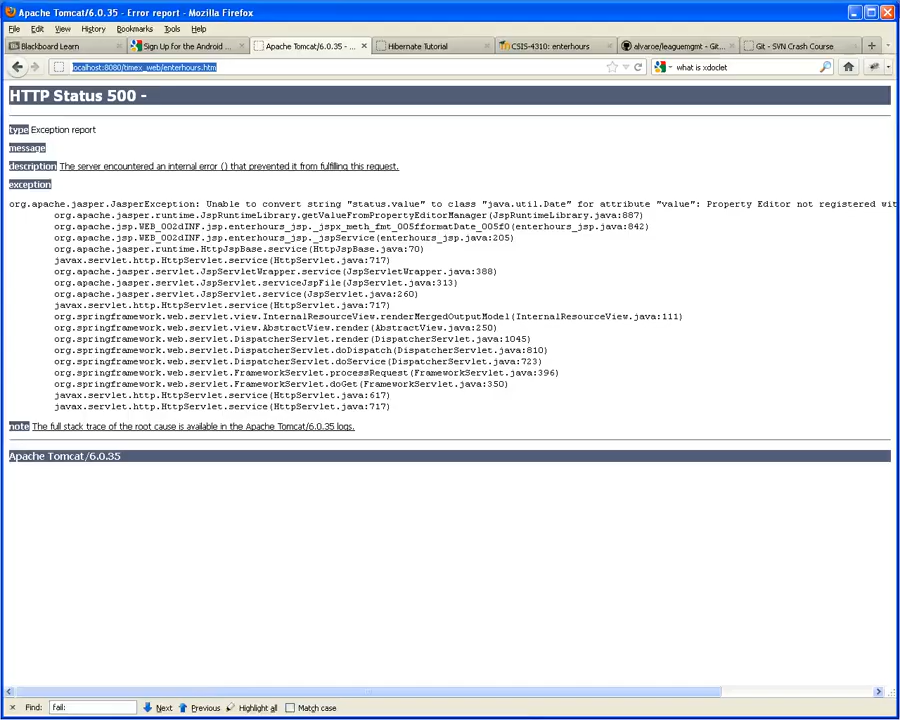 Apache Tomcat/6.0.35 - Error report - Mozilla Firefox
File Edit View History Bookmarks Tools Help
Blackboard Learn
Sign Up for the Android ...
Apache Tomcat/6.0.35 - ...
Hibernate Tutorial
CSIS-4310: enterhours
alvaroe/leaguemgmt - Git...
Git - SVN Crash Course
localhost:8080/timex_web/enterhours.htm
what is xdoclet
HTTP Status 500 -
type Exception report
message
description The server encountered an internal error () that prevented it from fulfilling this request.
exception
org.apache.jasper.JasperException: Unable to convert string "status.value" to class "java.util.Date" for attribute "value": Property Editor not registered wit
org.apache.jasper.runtime.JspRuntimeLibrary.getValueFromPropertyEditorManager(JspRuntimeLibrary.java:887)
org.apache.jsp.WEB_002dINF.jsp.enterhours_jsp._jspx_meth_fmt_005fformatDate_005f0(enterhours_jsp.java:842)
org.apache.jsp.WEB_002dINF.jsp.enterhours_jsp._jspService(enterhours_jsp.java:205)
org.apache.jasper.runtime.HttpJspBase.service(HttpJspBase.java:70)
javax.servlet.http.HttpServlet.service(HttpServlet.java:717)
org.apache.jasper.servlet.JspServletWrapper.service(JspServletWrapper.java:388)
org.apache.jasper.servlet.JspServlet.serviceJspFile(JspServlet.java:313)
org.apache.jasper.servlet.JspServlet.service(JspServlet.java:260)
javax.servlet.http.HttpServlet.service(HttpServlet.java:717)
org.springframework.web.servlet.view.InternalResourceView.renderMergedOutputModel(InternalResourceView.java:111)
org.springframework.web.servlet.view.AbstractView.render(AbstractView.java:250)
org.springframework.web.servlet.DispatcherServlet.render(DispatcherServlet.java:1045)
org.springframework.web.servlet.DispatcherServlet.doDispatch(DispatcherServlet.java:810)
org.springframework.web.servlet.DispatcherServlet.doService(DispatcherServlet.java:723)
org.springframework.web.servlet.FrameworkServlet.processRequest(FrameworkServlet.java:396)
org.springframework.web.servlet.FrameworkServlet.doGet(FrameworkServlet.java:350)
javax.servlet.http.HttpServlet.service(HttpServlet.java:617)
javax.servlet.http.HttpServlet.service(HttpServlet.java:717)
note The full stack trace of the root cause is available in the Apache Tomcat/6.0.35 logs.
Apache Tomcat/6.0.35
Find: fail: Next Previous Highlight all Match case